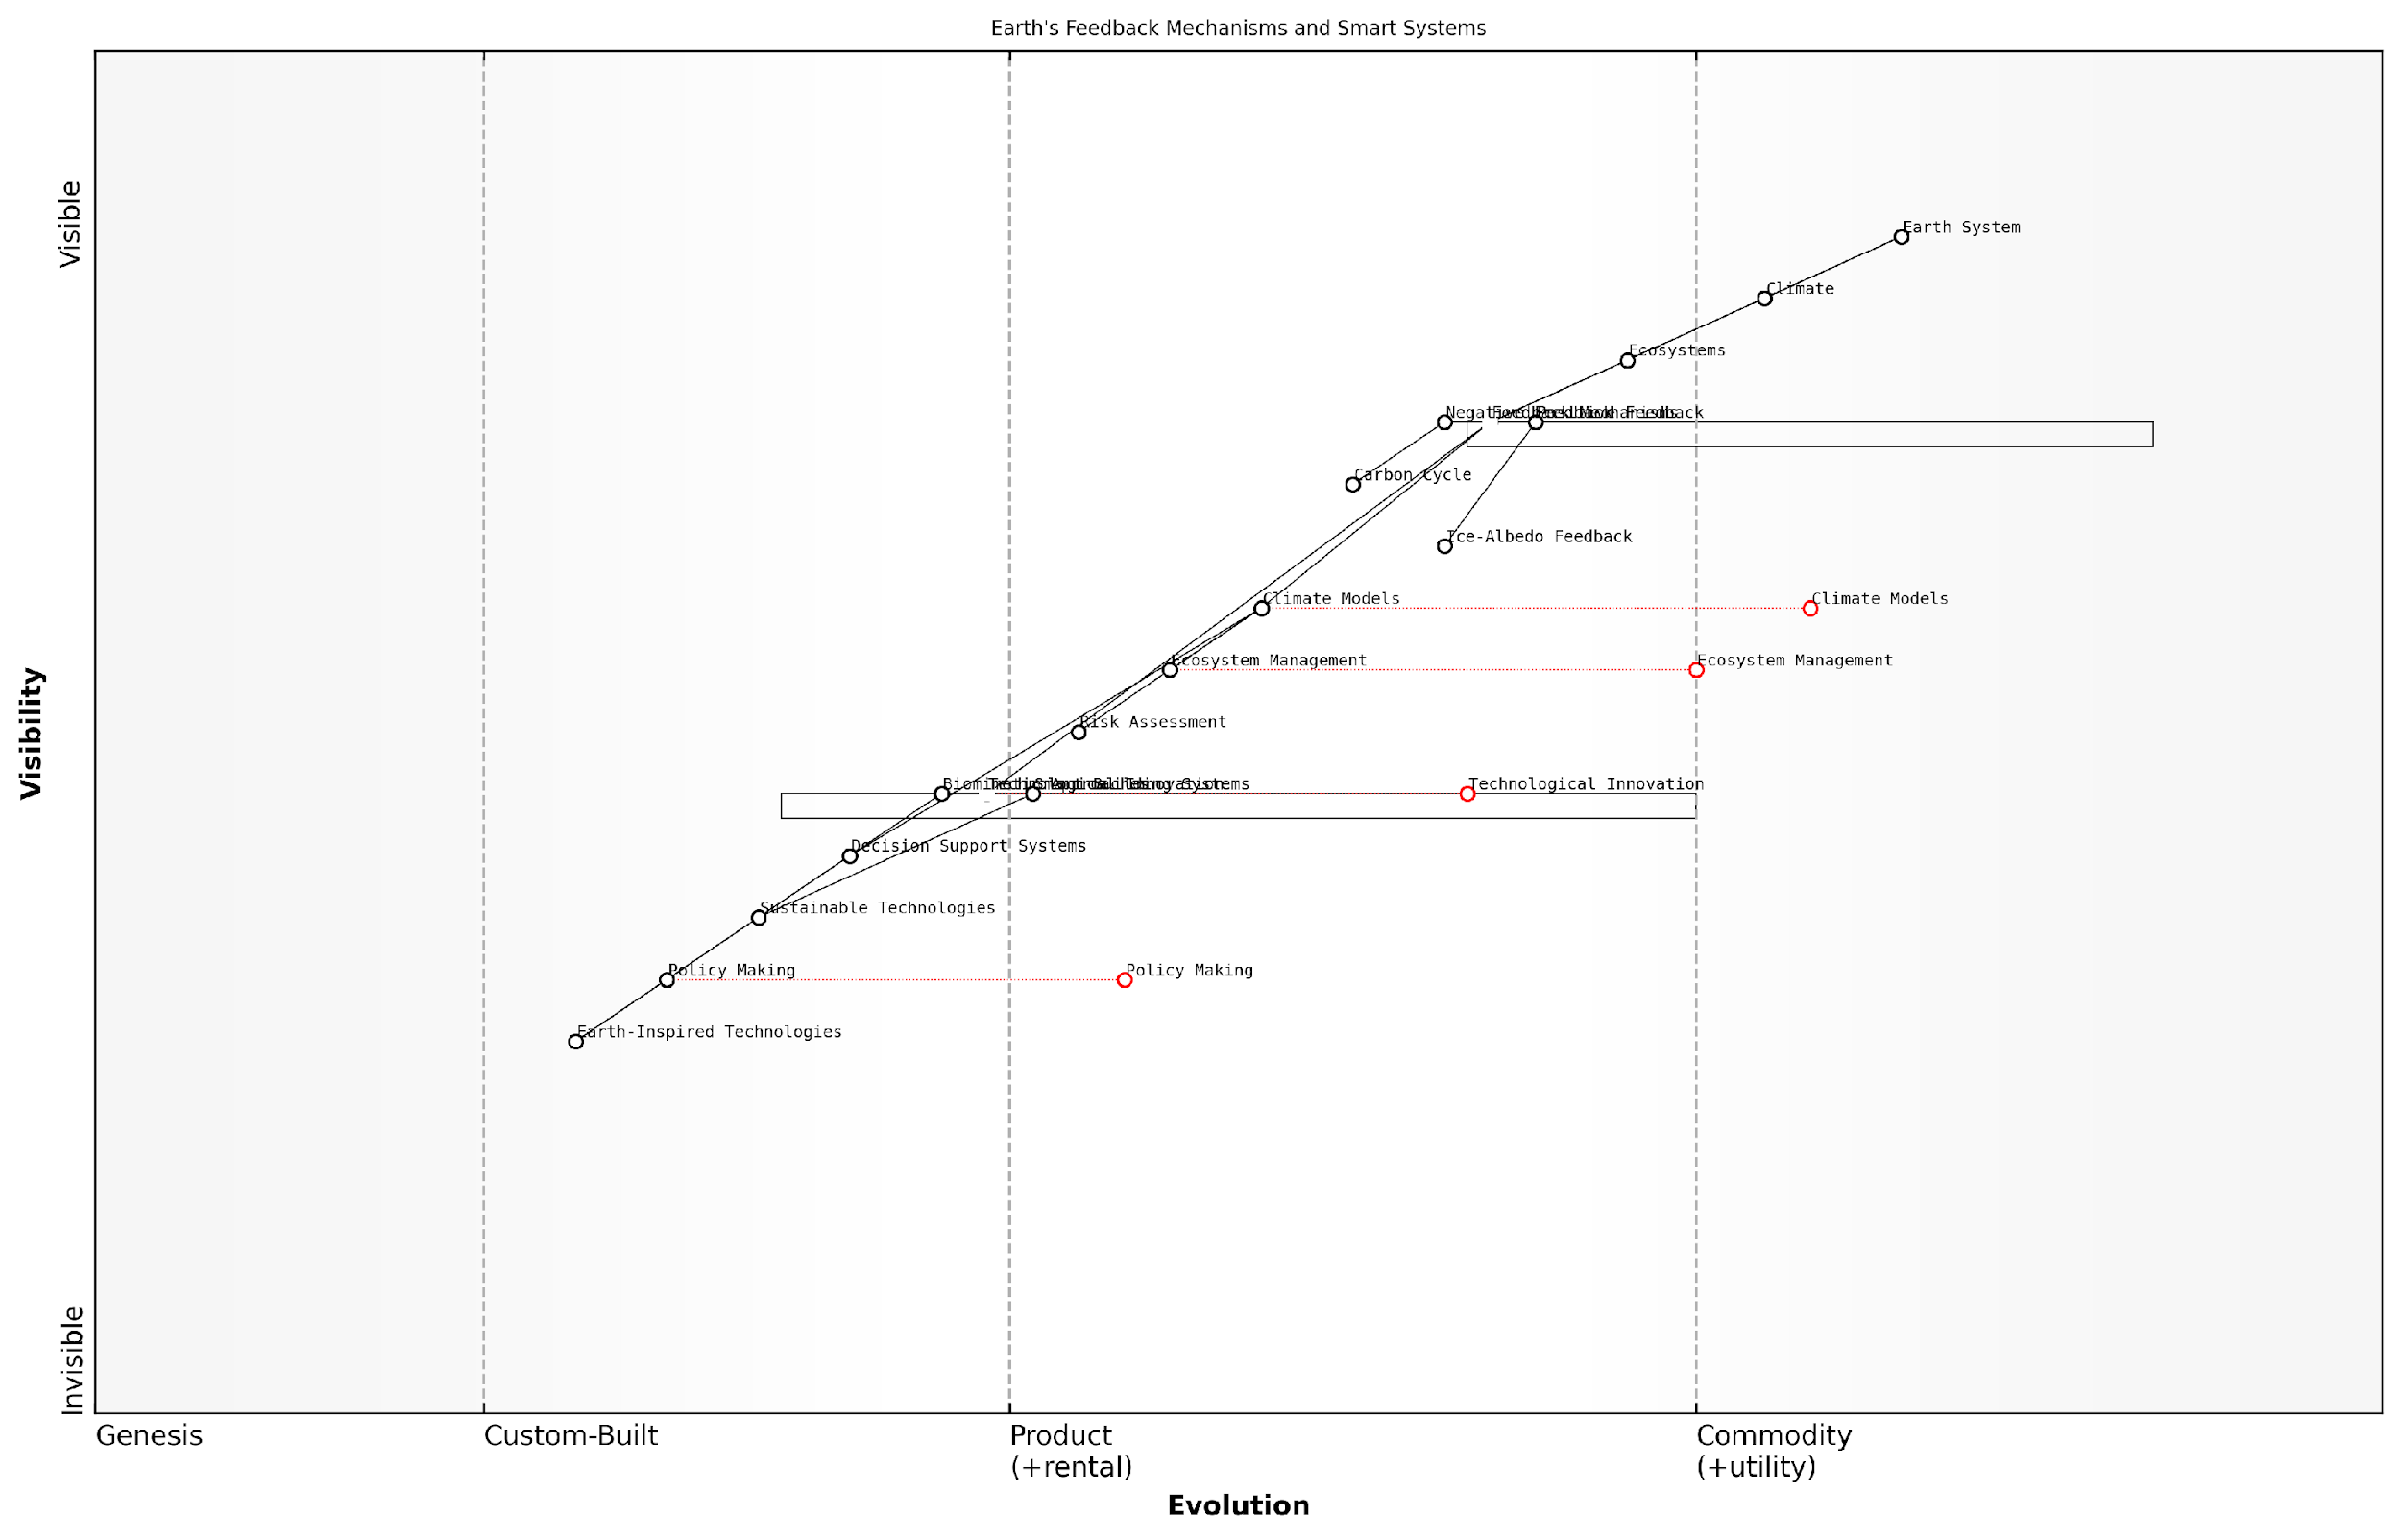 Earth's Feedback Mechanisms and Smart Systems
Visible
Earth System
Climate
Ecosystems
Carbon Cycle
Ice-Albedo Feedback
Climate Models
Climate Models
Ecosystem Management
Ecosystem Management
Visibility
Risk Assessment
Technological Innovation
Decision Support Systems
Sustainable Technologies
Policy Making
Policy Making
Earth-Inspired Technologies
Invisible
Genesis
Custom-Built
Product
(+rental)
Commodity
(+utility)
Evolution